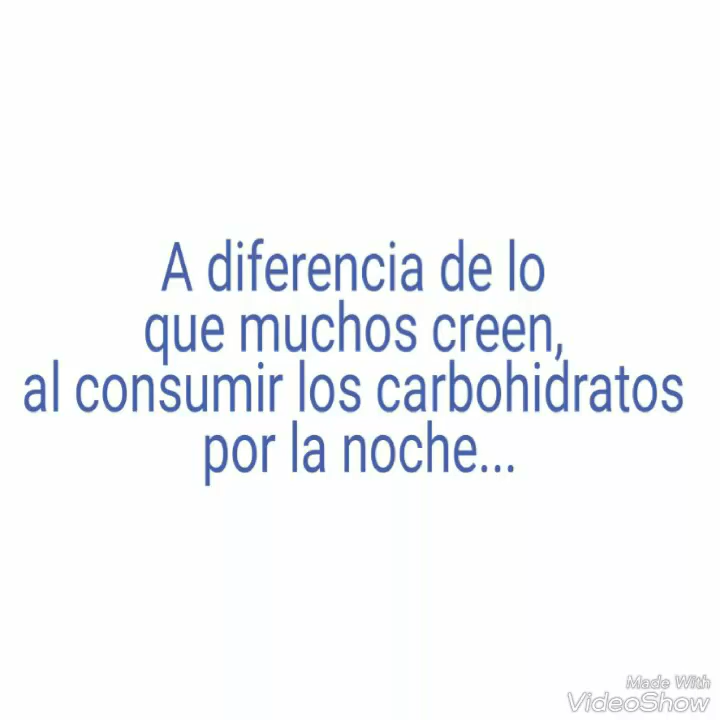 A diferencia de lo
que muchos creen,
al consumir los carbohidratos
por la noche...
Made With
VideoShow